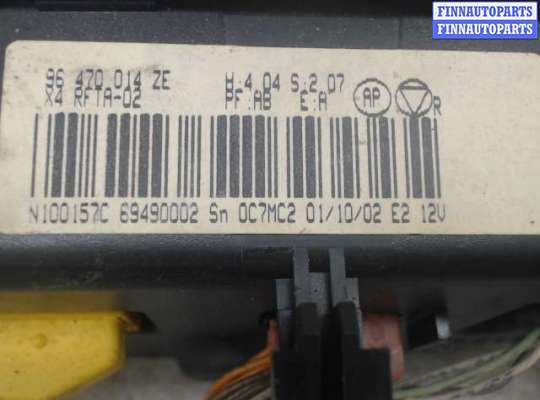 FINNAUTOPARTS
FINNAUTOPARTS
96 470 014 ZE H.4.04 S.2.07
X4 RFTA-02 PF.AB E.A AP R
N100157C 69490002 Sn 0C7MC2 01/10/02 E2 12V